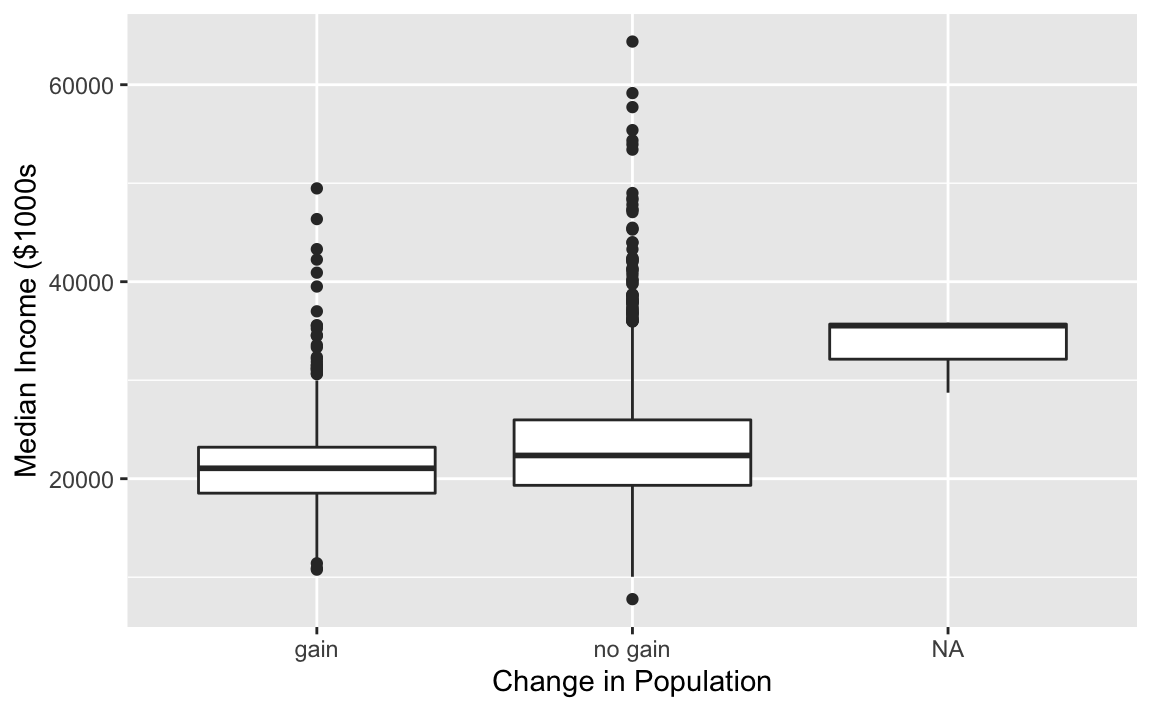 60000
40000
20000
Median Income ($1000s
gain no gain NA
Change in Population